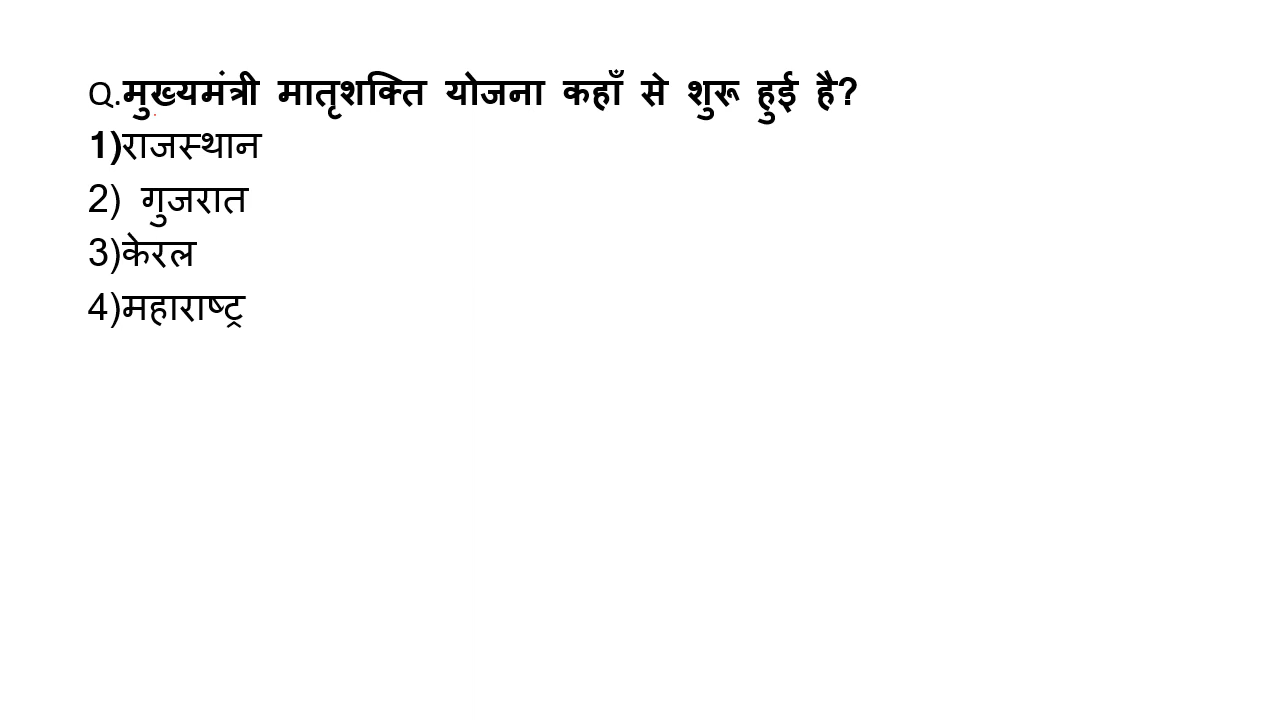 Q.मुख्यमंत्री मातृशक्ति योजना कहाँ से शुरू हुई है?
1)राजस्थान
2) गुजरात
3)केरल
4)महाराष्ट्र